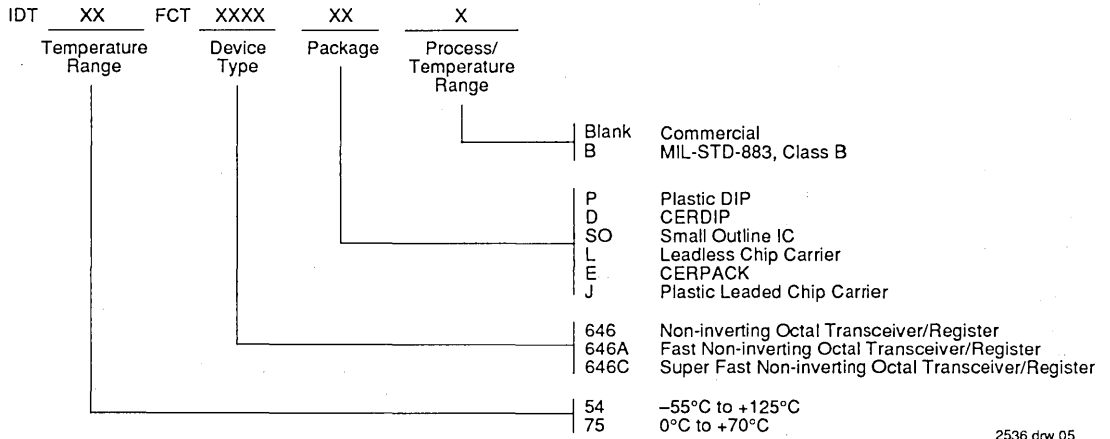 IDT XX FCT XXXX XX X
Temperature Range
Device Type
Package
Process/ Temperature Range
Blank Commercial
B MIL-STD-883, Class B
P Plastic DIP
D CERDIP
SO Small Outline IC
L Leadless Chip Carrier
E CERPACK
J Plastic Leaded Chip Carrier
646 Non-inverting Octal Transceiver/Register
646A Fast Non-inverting Octal Transceiver/Register
646C Super Fast Non-inverting Octal Transceiver/Register
54 –55°C to +125°C
75 0°C to +70°C
2536 drw 05